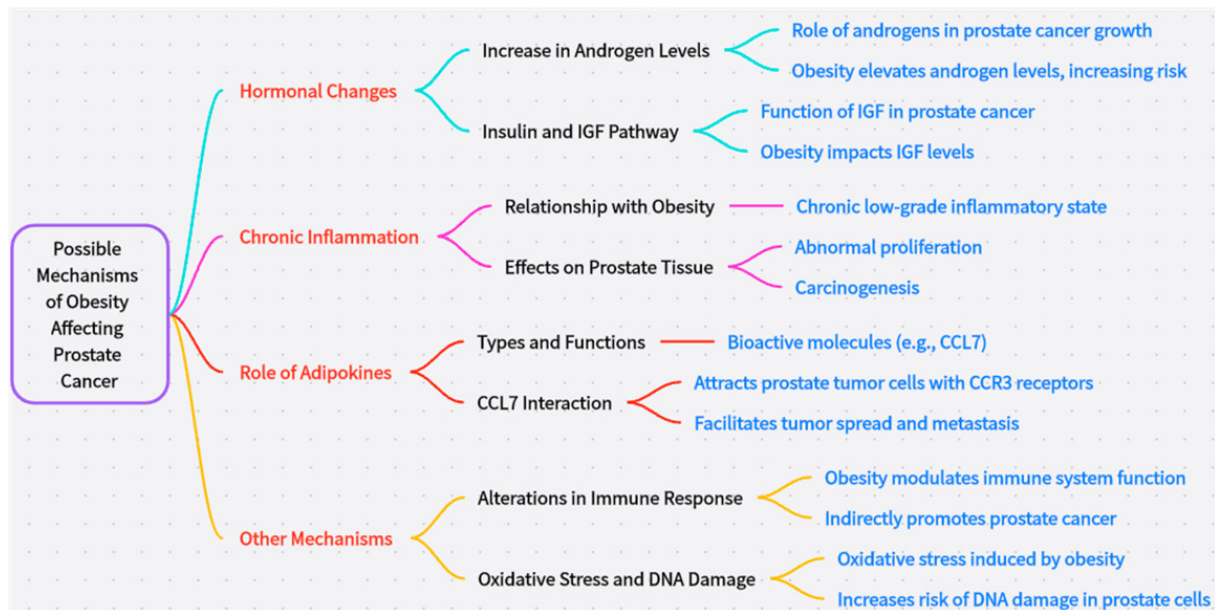 Possible
Mechanisms
of Obesity
Affecting
Prostate
Cancer
Hormonal Changes
Increase in Androgen Levels
Role of androgens in prostate cancer growth
Obesity elevates androgen levels, increasing risk
Insulin and IGF Pathway
Function of IGF in prostate cancer
Obesity impacts IGF levels
Chronic Inflammation
Relationship with Obesity
Chronic low-grade inflammatory state
Effects on Prostate Tissue
Abnormal proliferation
Carcinogenesis
Role of Adipokines
Types and Functions
Bioactive molecules (e.g., CCL7)
CCL7 Interaction
Attracts prostate tumor cells with CCR3 receptors
Facilitates tumor spread and metastasis
Other Mechanisms
Alterations in Immune Response
Obesity modulates immune system function
Indirectly promotes prostate cancer
Oxidative Stress and DNA Damage
Oxidative stress induced by obesity
Increases risk of DNA damage in prostate cells